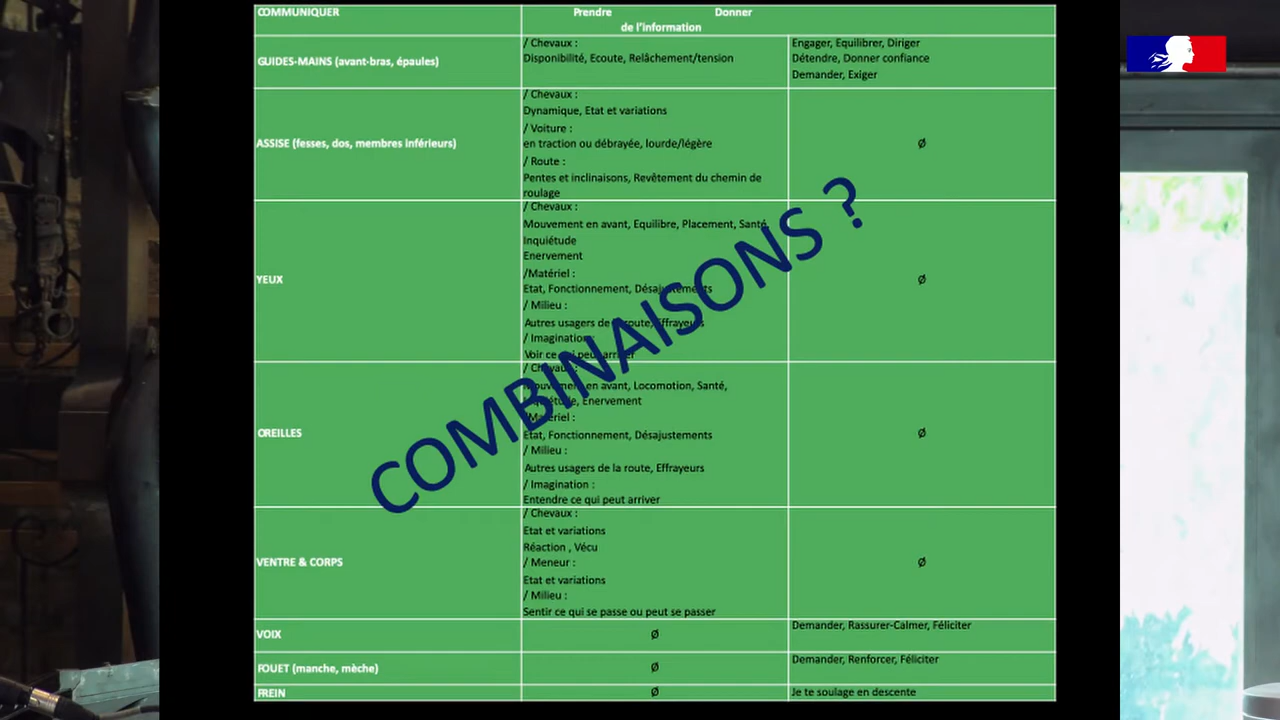 COMMUNIQUER
Prendre Donner
de l'information
GUIDES-MAINS (avant-bras, épaules)
/ Chevaux :
Disponibilité, Ecoute, Relâchement/tension
Engager, Equilibrer, Diriger
Détendre, Donner confiance
Demander, Exiger
ASSISE (fesses, dos, membres inférieurs)
/ Chevaux :
Dynamique, Etat et variations
/ Voiture :
en traction ou débrayée, lourde/légère
/ Route :
Pentes et inclinaisons, Revêtement du chemin de
roulage
Ø
YEUX
/ Chevaux :
Mouvement en avant, Equilibre, Placement, Santé,
Inquiétude
Enervement
/Matériel :
Etat, Fonctionnement, Désajustements
/ Milieu :
Autres usagers de la route, Effrayeurs
/ Imagination :
Voir ce qui peut arriver
Ø
COMBINAISONS ?
OREILLES
/ Chevaux :
Mouvement en avant, Locomotion, Santé,
Inquiétude, Enervement
/Matériel :
Etat, Fonctionnement, Désajustements
/ Milieu :
Autres usagers de la route, Effrayeurs
/ Imagination :
Entendre ce qui peut arriver
Ø
VENTRE & CORPS
/ Chevaux :
Etat et variations
Réaction , Vécu
/ Meneur :
Etat et variations
/ Milieu :
Sentir ce qui se passe ou peut se passer
Ø
VOIX
Ø
Demander, Rassurer-Calmer, Féliciter
FOUET (manche, mèche)
Ø
Demander, Renforcer, Féliciter
FREIN
Ø
Je te soulage en descente